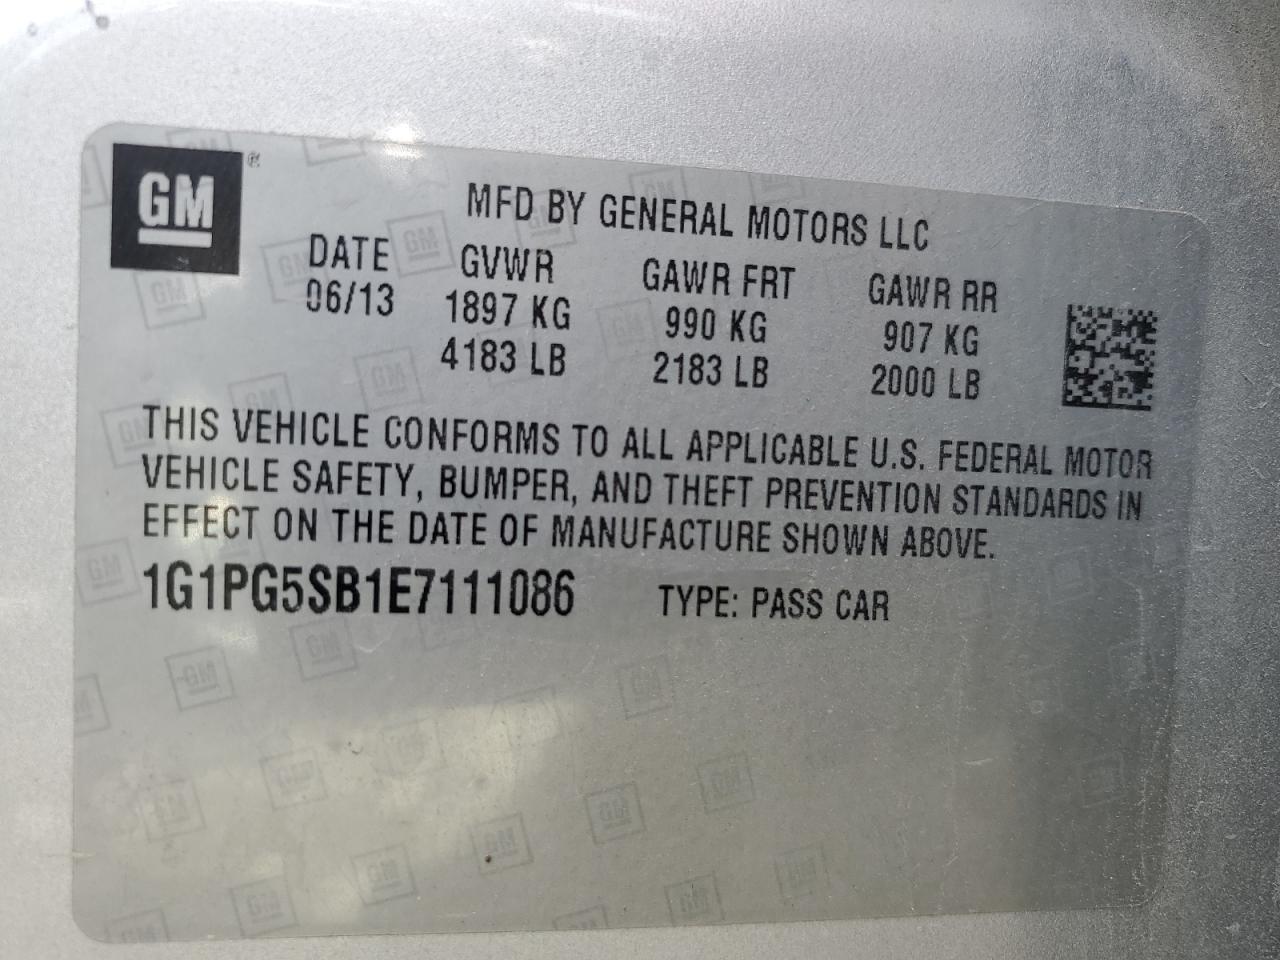 GM®
MFD BY GENERAL MOTORS LLC
DATE GVWR GAWR FRT GAWR RR
06/13 1897 KG 990 KG 907 KG
4183 LB 2183 LB 2000 LB
THIS VEHICLE CONFORMS TO ALL APPLICABLE U.S. FEDERAL MOTOR
VEHICLE SAFETY, BUMPER, AND THEFT PREVENTION STANDARDS IN
EFFECT ON THE DATE OF MANUFACTURE SHOWN ABOVE.
1G1PG5SB1E7111086 TYPE: PASS CAR